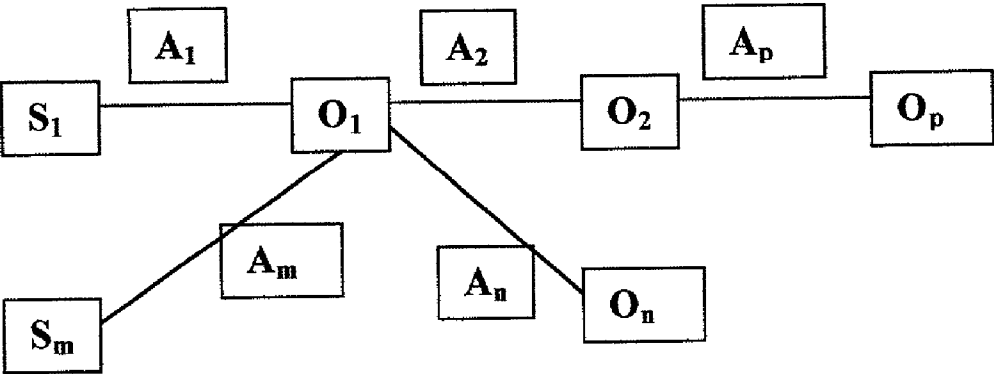 A₁
A₂
Aₚ
S₁
O₁
O₂
Oₚ
Aₘ
Aₙ
Oₙ
Sₘ